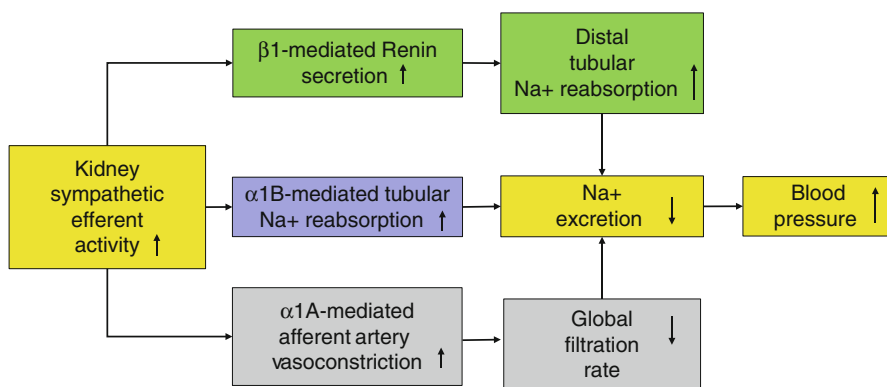 β1-mediated Renin
secretion ↑
Distal
tubular
Na+ reabsorption ↑
Kidney
sympathetic
efferent
activity ↑
α1B-mediated tubular
Na+ reabsorption ↑
Na+
excretion ↓
Blood
pressure ↑
α1A-mediated
afferent artery
vasoconstriction ↑
Global
filtration ↓
rate